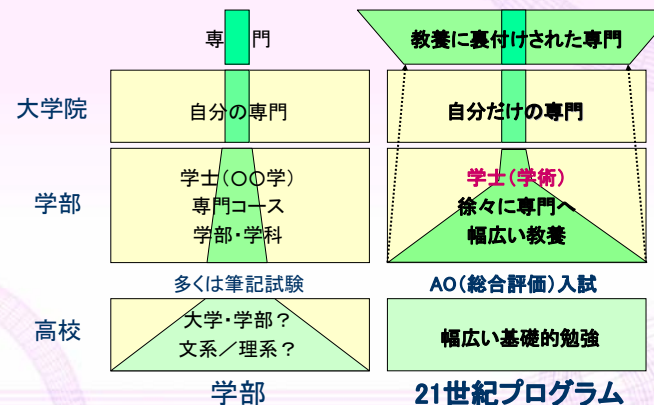 専門
教養に裏付けされた専門
大学院
自分の専門
自分だけの専門
学部
学士(〇〇学)
専門コース
学部・学科
学士(学術)
徐々に専門へ
幅広い教養
多くは筆記試験
AO(総合評価)入試
高校
大学・学部?
文系/理系?
幅広い基礎的勉強
学部
21世紀プログラム